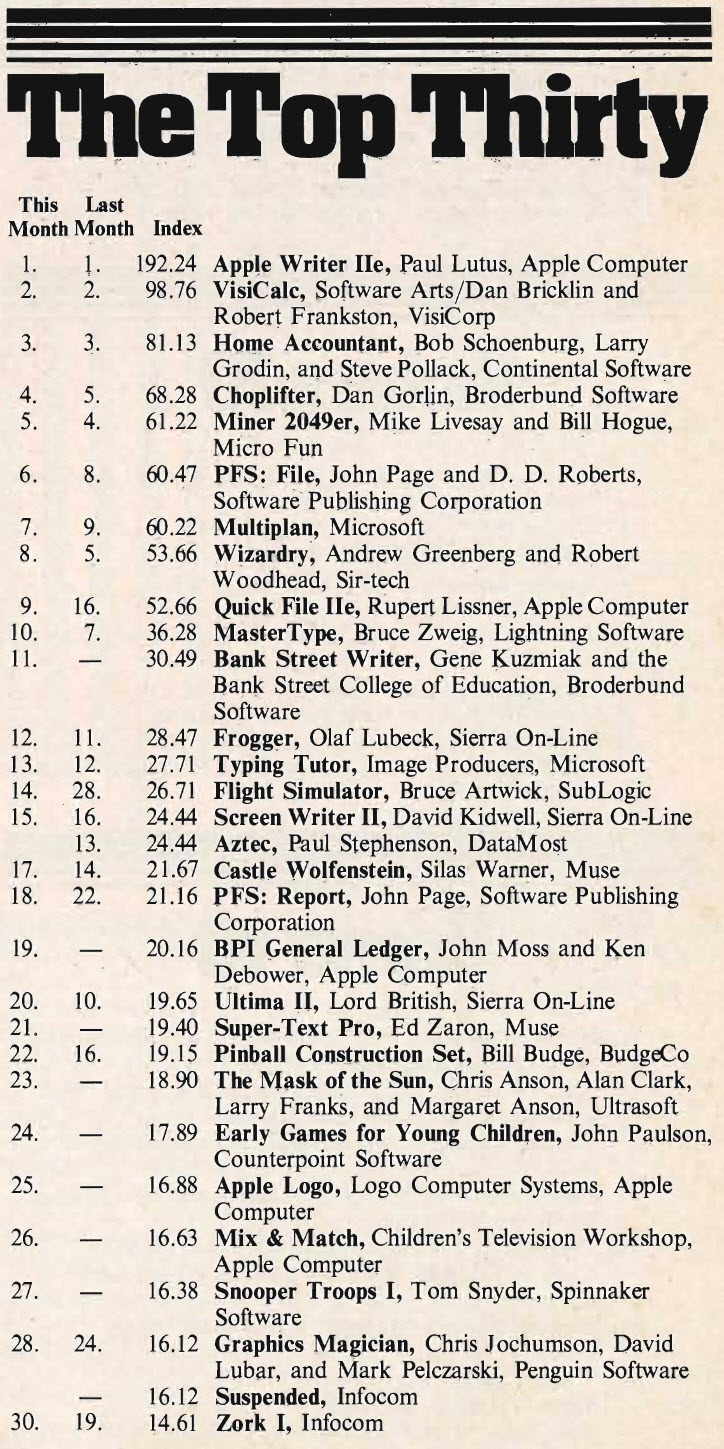 The Top Thirty
This Last
Month Month Index
1. 1. 192.24 Apple Writer IIe, Paul Lutus, Apple Computer
2. 2. 98.76 VisiCalc, Software Arts/Dan Bricklin and
Robert Frankston, VisiCorp
3. 3. 81.13 Home Accountant, Bob Schoenburg, Larry
Grodin, and Steve Pollack, Continental Software
4. 5. 68.28 Choplifter, Dan Gorlin, Broderbund Software
5. 4. 61.22 Miner 2049er, Mike Livesay and Bill Hogue,
Micro Fun
6. 8. 60.47 PFS: File, John Page and D. D. Roberts,
Software Publishing Corporation
7. 9. 60.22 Multiplan, Microsoft
8. 5. 53.66 Wizardry, Andrew Greenberg and Robert
Woodhead, Sir-tech
9. 16. 52.66 Quick File IIe, Rupert Lissner, Apple Computer
10. 7. 36.28 MasterType, Bruce Zweig, Lightning Software
11. — 30.49 Bank Street Writer, Gene Kuzmiak and the
Bank Street College of Education, Broderbund
Software
12. 11. 28.47 Frogger, Olaf Lubeck, Sierra On-Line
13. 12. 27.71 Typing Tutor, Image Producers, Microsoft
14. 28. 26.71 Flight Simulator, Bruce Artwick, SubLogic
15. 16. 24.44 Screen Writer II, David Kidwell, Sierra On-Line
13. 24.44 Aztec, Paul Stephenson, DataMost
17. 14. 21.67 Castle Wolfenstein, Silas Warner, Muse
18. 22. 21.16 PFS: Report, John Page, Software Publishing
Corporation
19. — 20.16 BPI General Ledger, John Moss and Ken
Debower, Apple Computer
20. 10. 19.65 Ultima II, Lord British, Sierra On-Line
21. — 19.40 Super-Text Pro, Ed Zaron, Muse
22. 16. 19.15 Pinball Construction Set, Bill Budge, BudgeCo
23. — 18.90 The Mask of the Sun, Chris Anson, Alan Clark,
Larry Franks, and Margaret Anson, Ultrasoft
24. — 17.89 Early Games for Young Children, John Paulson,
Counterpoint Software
25. — 16.88 Apple Logo, Logo Computer Systems, Apple
Computer
26. — 16.63 Mix & Match, Children's Television Workshop,
Apple Computer
27. — 16.38 Snooper Troops I, Tom Snyder, Spinnaker
Software
28. 24. 16.12 Graphics Magician, Chris Jochumson, David
Lubar, and Mark Pelczarski, Penguin Software
— 16.12 Suspended, Infocom
30. 19. 14.61 Zork I, Infocom